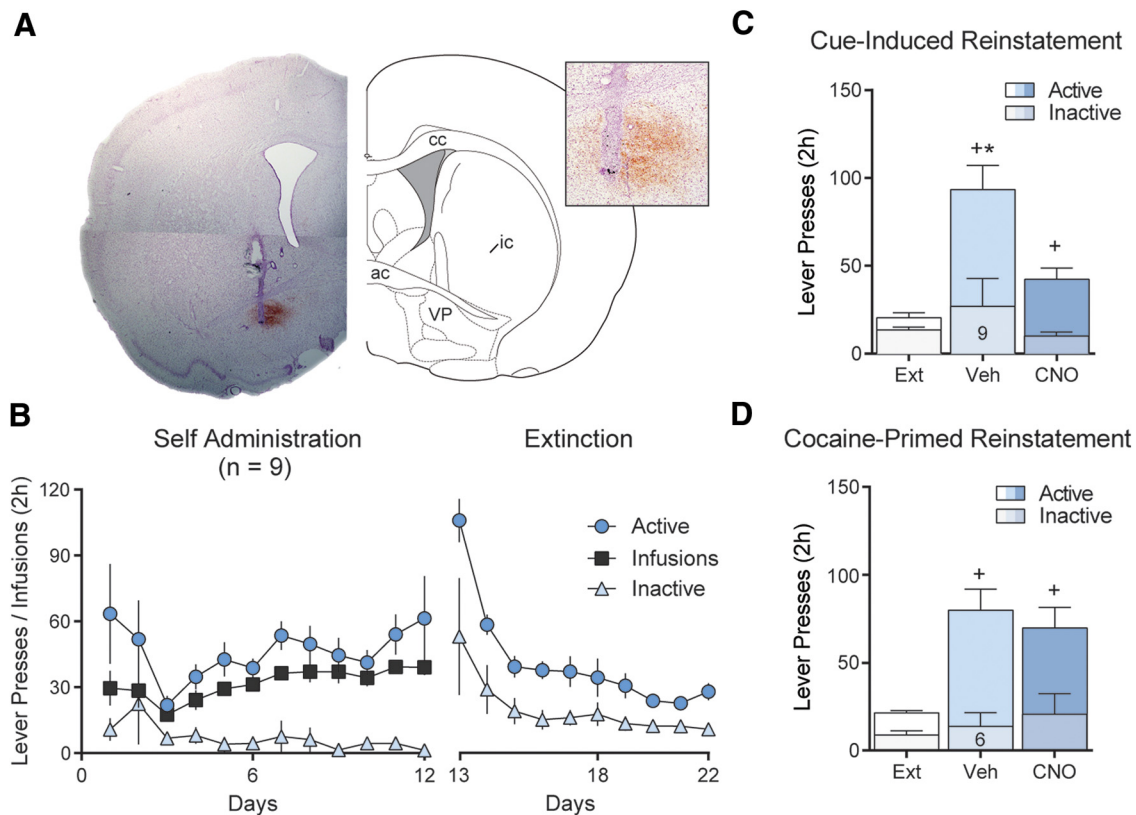 A
cc
ic
ac
VP
B
Self Administration
(n = 9)
Extinction
Lever Presses / Infusions (2h)
120
90
60
30
0
Active
Infusions
Inactive
0
6
12
13
18
22
Days
Days
C
Cue-Induced Reinstatement
Lever Presses (2h)
150
100
50
0
Active
Inactive
+*
+
9
Ext
Veh
CNO
D
Cocaine-Primed Reinstatement
Lever Presses (2h)
150
100
50
0
Active
Inactive
+
+
6
Ext
Veh
CNO